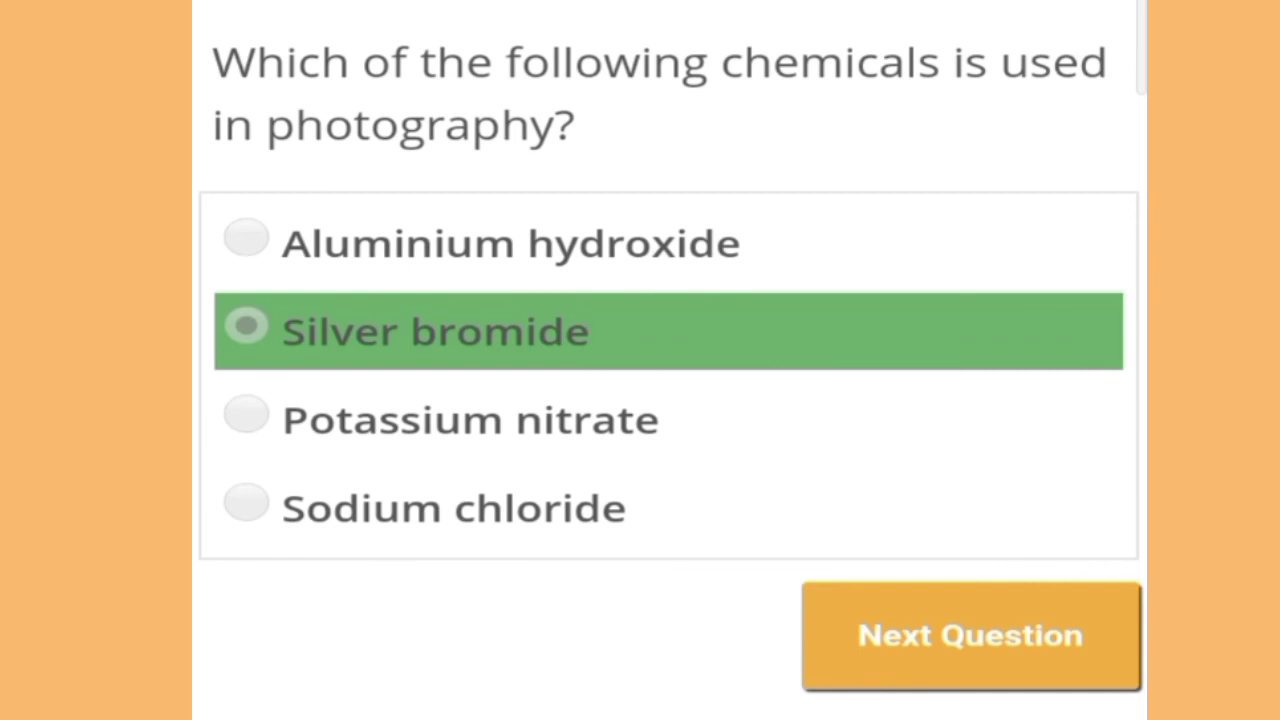 Which of the following chemicals is used
in photography?
Aluminium hydroxide
Silver bromide
Potassium nitrate
Sodium chloride
Next Question